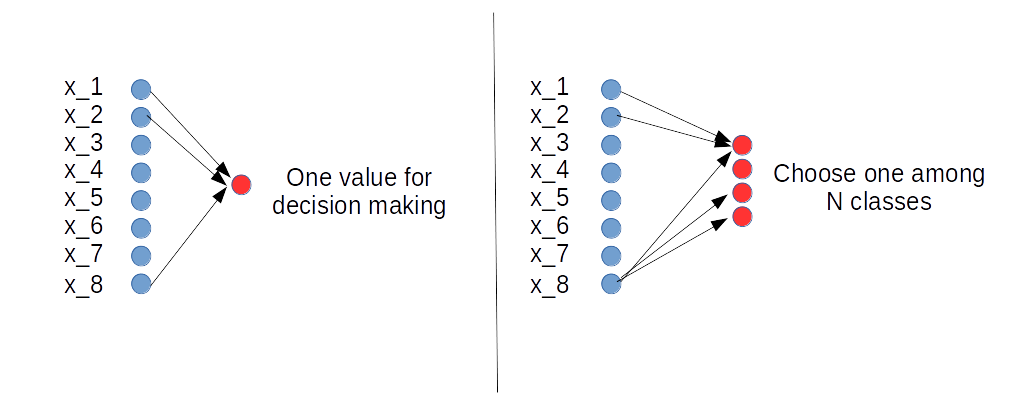 x_1
x_2
x_3
x_4
x_5
x_6
x_7
x_8
One value for
decision making
x_1
x_2
x_3
x_4
x_5
x_6
x_7
x_8
Choose one among
N classes